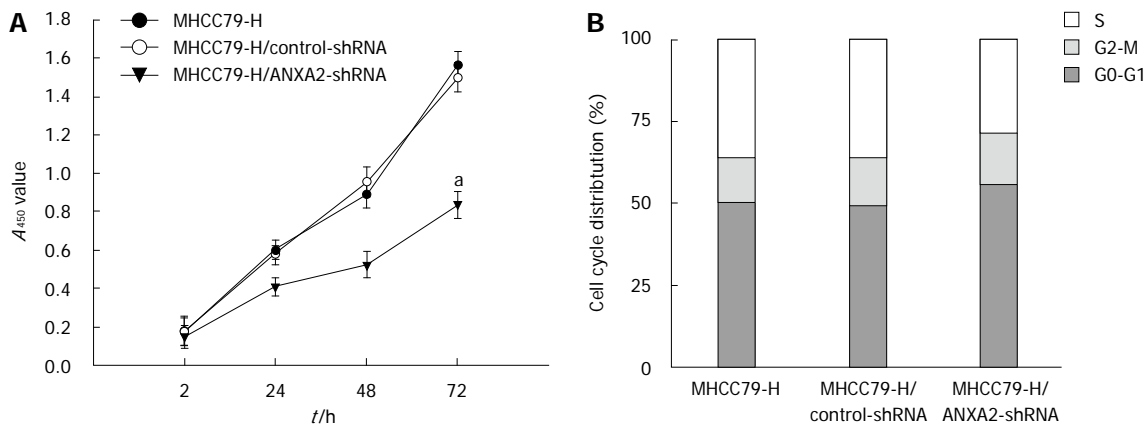 A
MHCC79-H
MHCC79-H/control-shRNA
MHCC79-H/ANXA2-shRNA
1.8
1.6
1.4
1.2
1.0
0.8
0.6
0.4
0.2
0.0
A450 value
a
2 24 48 72
t/h
B
S
G2-M
G0-G1
100
75
50
25
0
Cell cycle distribtution (%)
MHCC79-H
MHCC79-H/
control-shRNA
MHCC79-H/
ANXA2-shRNA